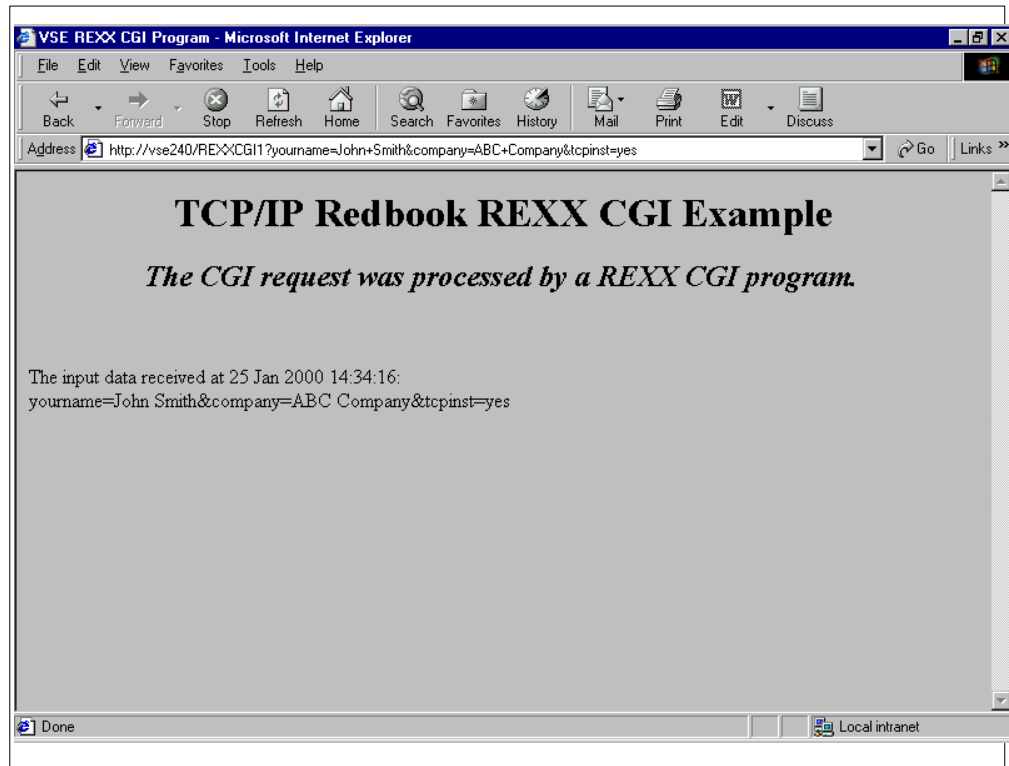 VSE REXX CGI Program - Microsoft Internet Explorer
File Edit View Favorites Tools Help
Back Forward Stop Refresh Home Search Favorites History Mail Print Edit Discuss
Address http://vse240/REXXCGI1?yourname=John+Smith&company=ABC+Company&tcpinst=yes Go Links »
TCP/IP Redbook REXX CGI Example
The CGI request was processed by a REXX CGI program.
The input data received at 25 Jan 2000 14:34:16:
yourname=John Smith&company=ABC Company&tcpinst=yes
Done Local intranet